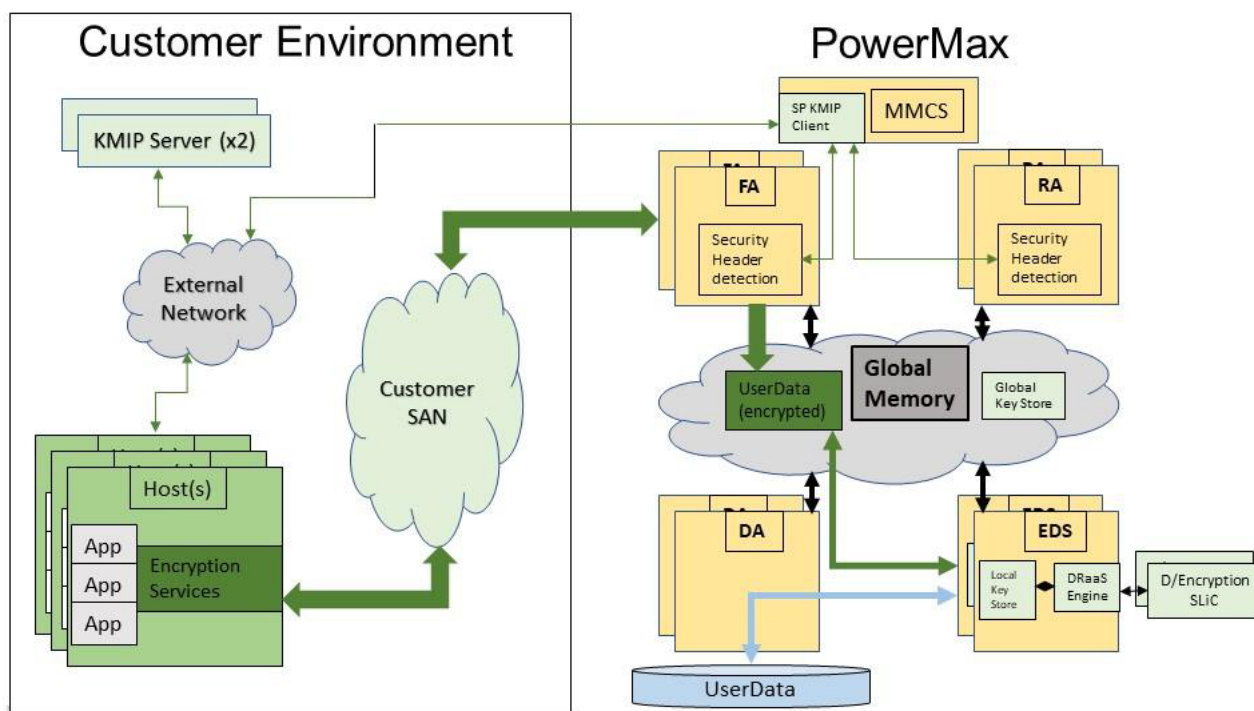 Customer Environment
PowerMax
KMIP Server (x2)
SP KMIP
Client
MMCS
FA
RA
Security
Header
detection
Security
Header
detection
External
Network
Customer
SAN
UserData
(encrypted)
Global
Memory
Global
Key Store
Host(s)
App
App
App
Encryption
Services
DA
EDS
Local
Key
Store
DRaaS
Engine
D/Encryption
SLiC
UserData